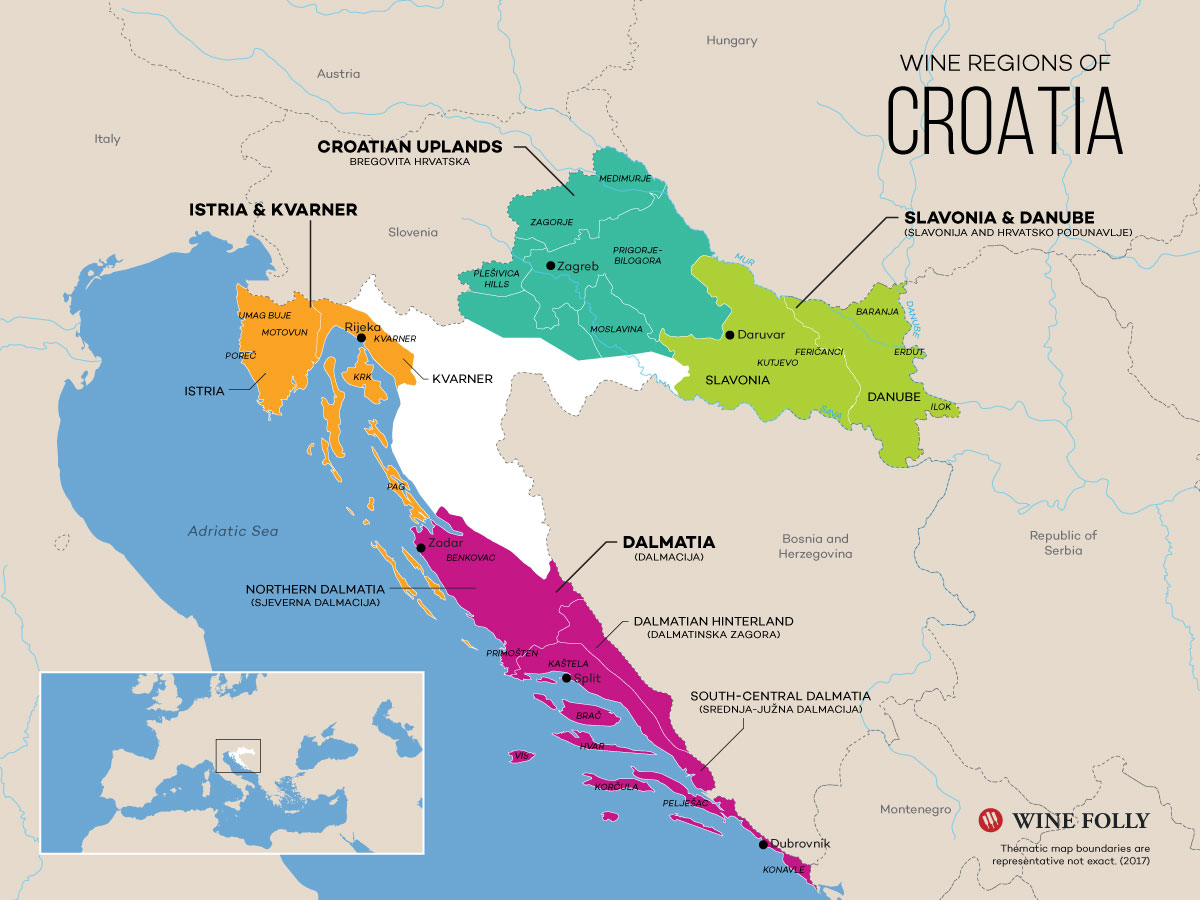 WINE REGIONS OF
CROATIA
Hungary
Austria
Italy
Slovenia
CROATIAN UPLANDS
BREGOVITA HRVATSKA
MEDIMURJE
ZAGORJE
PRIGORJE-
BILOGORA
Zagreb
PLEŠIVICA
HILLS
MOSLAVINA
ISTRIA & KVARNER
UMAG BUJE
MOTOVUN
POREČ
ISTRIA
Rijeka
KVARNER
KVARNER
KRK
PAG
SLAVONIA & DANUBE
(SLAVONIJA AND HRVATSKO PODUNAVLJE)
MUR
DANUBE
BARANJA
Daruvar
FERIČANCI
ERDUT
KUTJEVO
SLAVONIA
DANUBE
ILOK
SAVA
Adriatic Sea
Bosnia and
Herzegovina
Republic of
Serbia
Zadar
BENKOVAC
DALMATIA
(DALMACIJA)
NORTHERN DALMATIA
(SJEVERNA DALMACIJA)
DALMATIAN HINTERLAND
(DALMATINSKA ZAGORA)
PRIMOŠTEN
KAŠTELA
Split
SOUTH-CENTRAL DALMATIA
(SREDNJA-JUŽNA DALMACIJA)
BRAČ
HVAR
VIS
KORČULA
PELJEŠAC
Dubrovnik
KONAVLE
Montenegro
WINE FOLLY
Thematic map boundaries are
representative not exact. (2017)